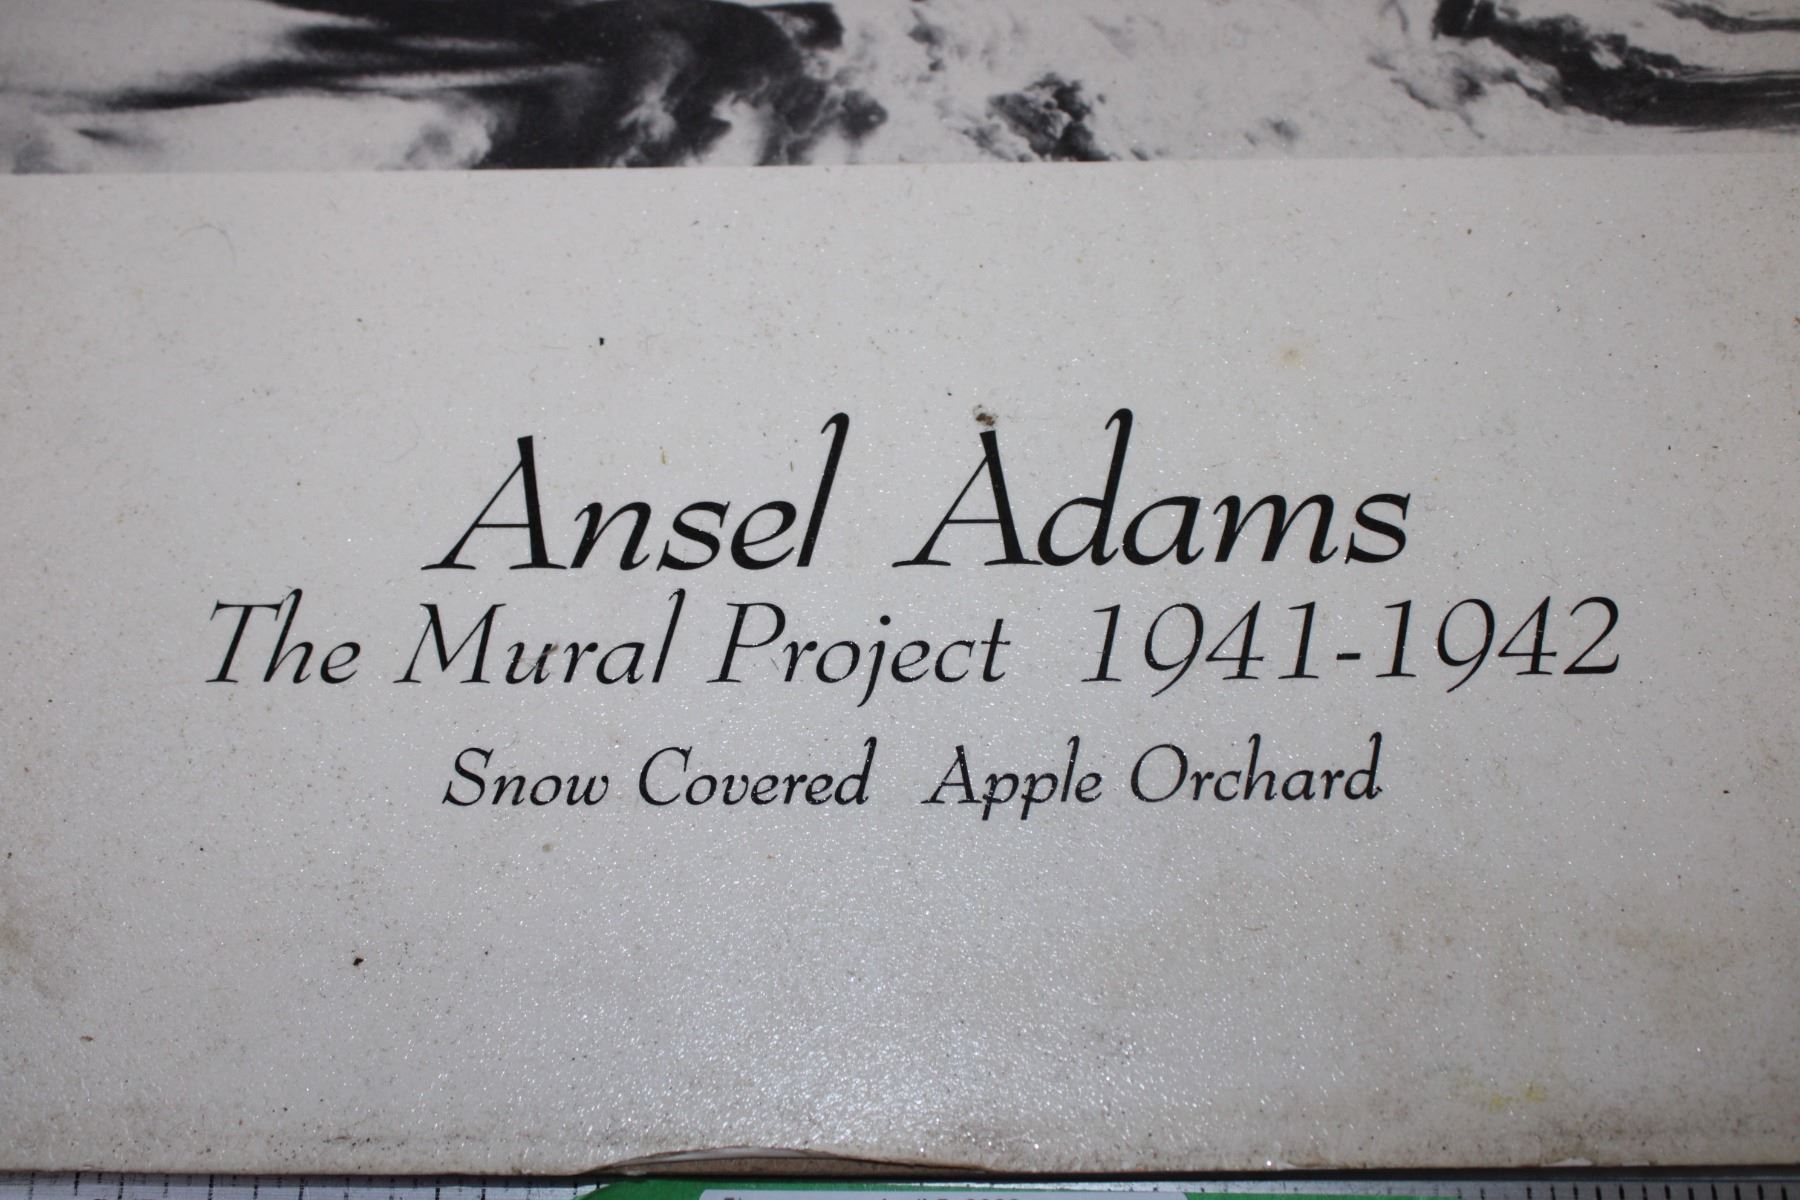 Ansel Adams
The Mural Project 1941-1942
Snow Covered Apple Orchard